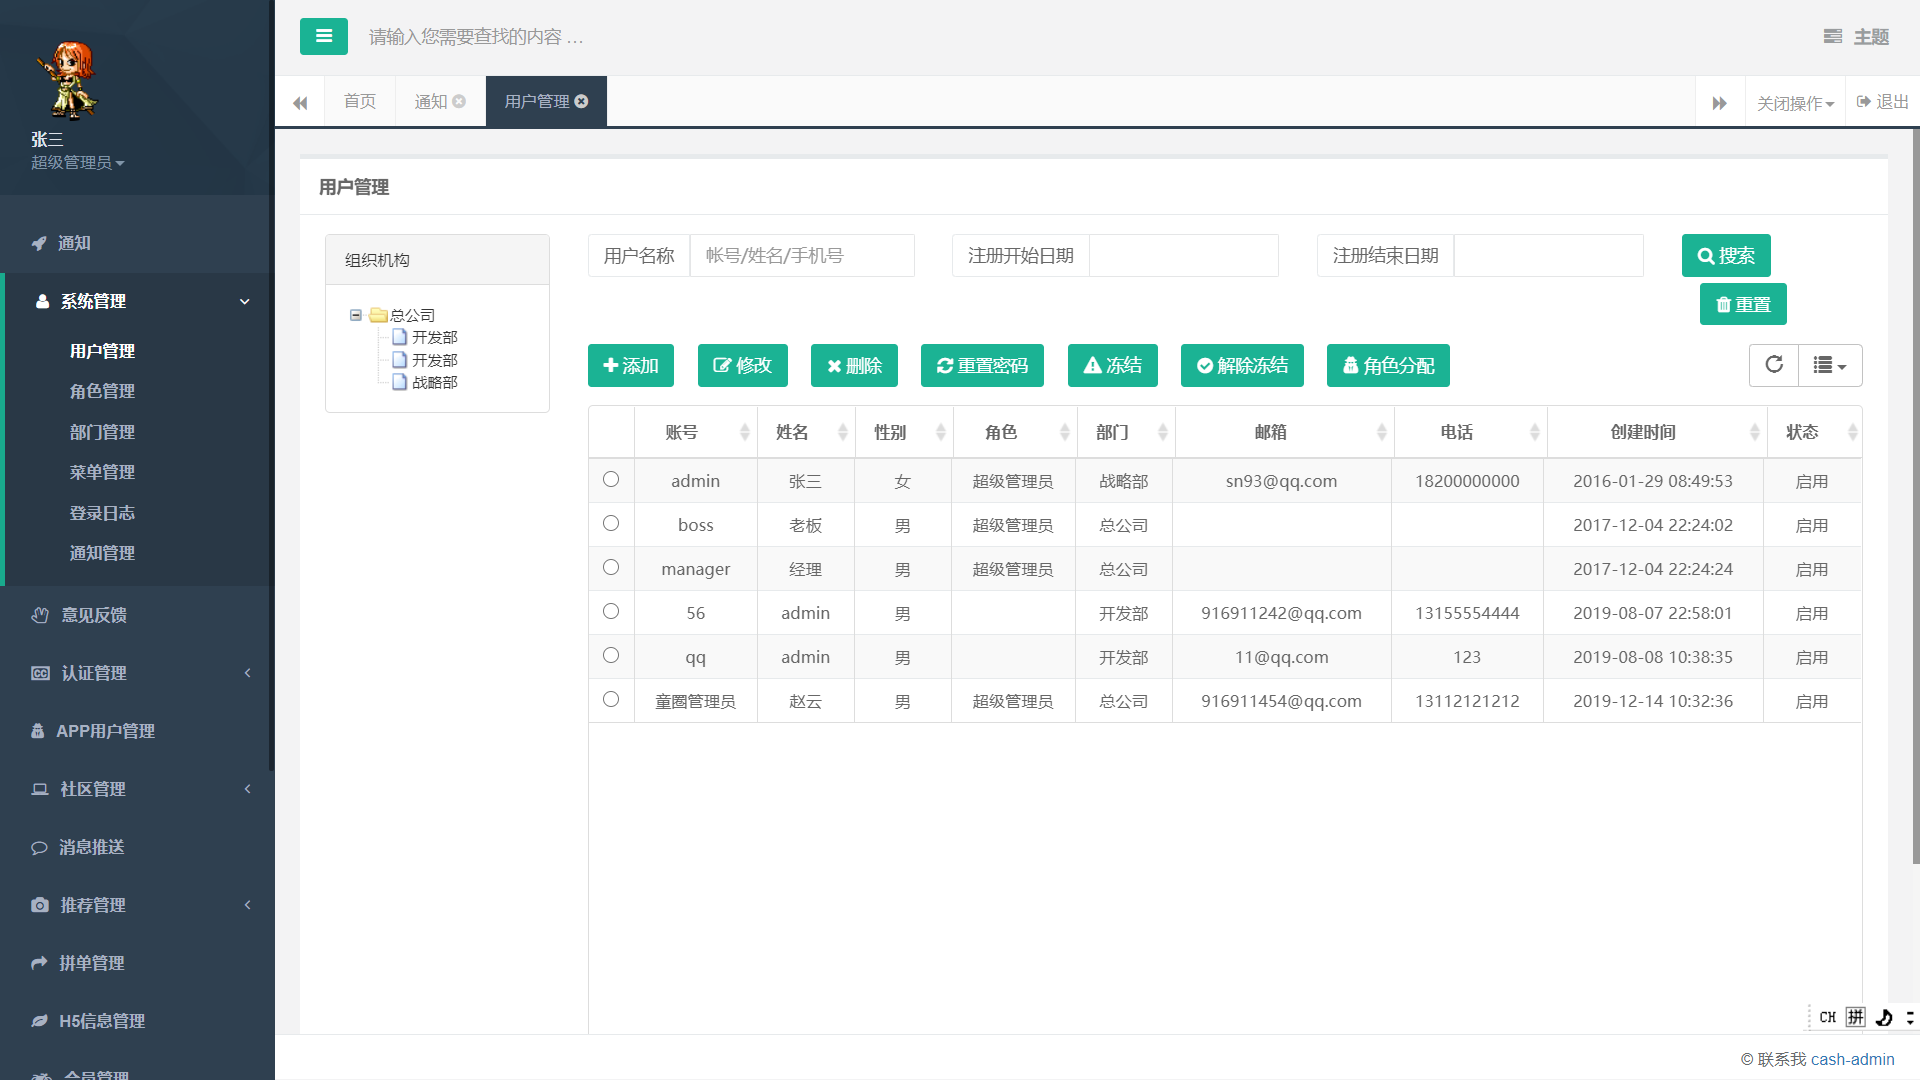 张三
超级管理员
通知
系统管理
用户管理
角色管理
部门管理
菜单管理
登录日志
通知管理
意见反馈
认证管理
APP用户管理
社区管理
消息推送
推荐管理
拼单管理
H5信息管理
会员管理
请输入您需要查找的内容 …
主题
首页
通知
用户管理
关闭操作
退出
用户管理
组织机构
总公司
开发部
开发部
战略部
用户名称 帐号/姓名/手机号 注册开始日期 注册结束日期 搜索
重置
添加 修改 删除 重置密码 冻结 解除冻结 角色分配
账号 姓名 性别 角色 部门 邮箱 电话 创建时间 状态
admin 张三 女 超级管理员 战略部 sn93@qq.com 18200000000 2016-01-29 08:49:53 启用
boss 老板 男 超级管理员 总公司 2017-12-04 22:24:02 启用
manager 经理 男 超级管理员 总公司 2017-12-04 22:24:24 启用
56 admin 男 开发部 916911242@qq.com 13155554444 2019-08-07 22:58:01 启用
qq admin 男 开发部 11@qq.com 123 2019-08-08 10:38:35 启用
童圈管理员 赵云 男 超级管理员 总公司 916911454@qq.com 13112121212 2019-12-14 10:32:36 启用
CH 拼
© 联系我 cash-admin